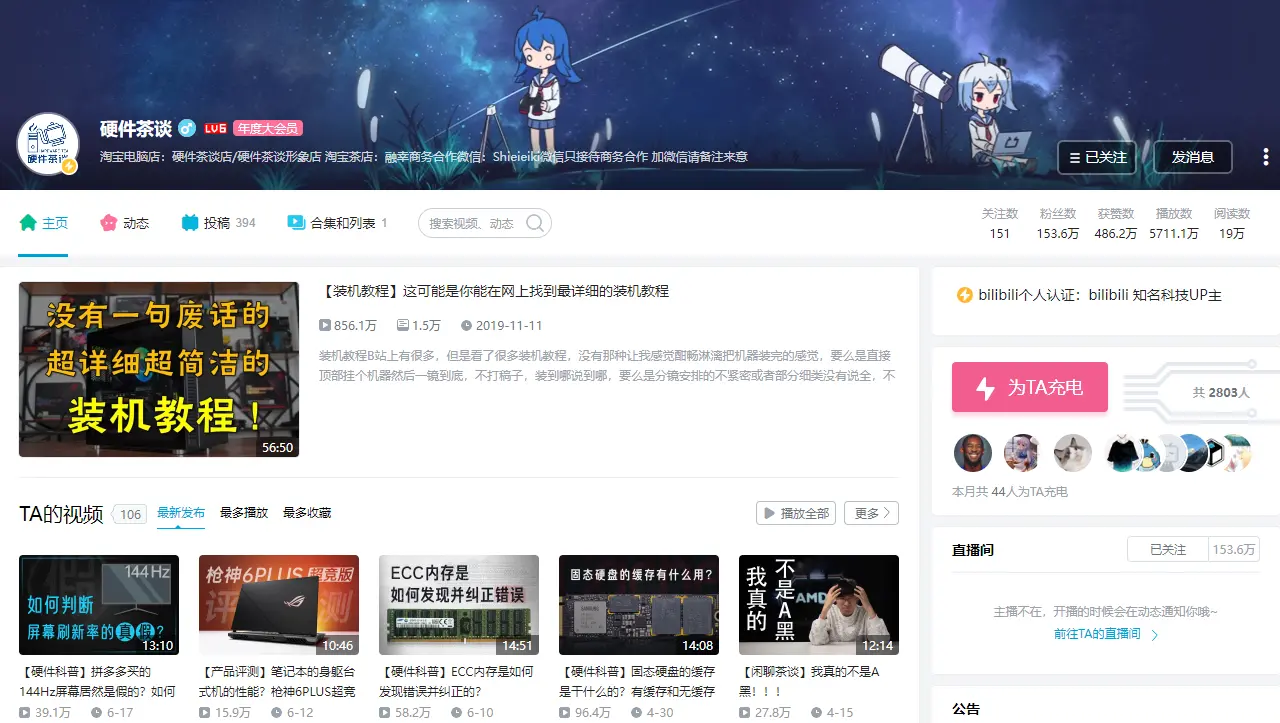 硬件茶谈 LV6 年度大会员
淘宝电脑店：硬件茶谈店/硬件茶谈形象店 淘宝茶店：融幸商务合作微信：Shieieiki微信只接待商务合作 加微信请备注来意
硬件茶谈
已关注
发消息
主页
动态
投稿 394
合集和列表 1
搜索视频、动态
关注数 粉丝数 获赞数 播放数 阅读数
151 153.6万 486.2万 5711.1万 19万
没有一句废话的
超详细超简洁的
装机教程！
56:50
【装机教程】这可能是你能在网上找到最详细的装机教程
856.1万 1.5万 2019-11-11
装机教程B站上有很多，但是看了很多装机教程，没有那种让我感觉酣畅淋漓把机器装完的感觉，要么是直接
顶部挂个机器然后一镜到底，不打稿子，装到哪说到哪，要么是分镜安排的不紧密或者部分细类没有说全，不
bilibili个人认证：bilibili 知名科技UP主
为TA充电
共 2803人
本月共 44人为TA充电
TA的视频 106 最新发布 最多播放 最多收藏
播放全部
更多
144Hz
如何判断
屏幕刷新率的真假?
13:10
【硬件科普】拼多多买的
144Hz屏幕居然是假的？如何
39.1万 6-17
枪神6PLUS超竞版
评测
10:46
【产品评测】笔记本的身躯台
式机的性能？枪神6PLUS超竞
15.9万 6-12
ECC内存是
如何发现并纠正错误
14:51
【硬件科普】ECC内存是如何
发现错误并纠正的？
58.2万 6-10
固态硬盘的缓存有什么用?
14:08
【硬件科普】固态硬盘的缓存
是干什么的？有缓存和无缓存
96.4万 4-30
我真的
不是A黑
AMD
12:14
【闲聊茶谈】我真的不是A
黑！！！
27.8万 4-15
直播间
已关注 153.6万
主播不在，开播的时候会在动态通知你哦~
前往TA的直播间
公告